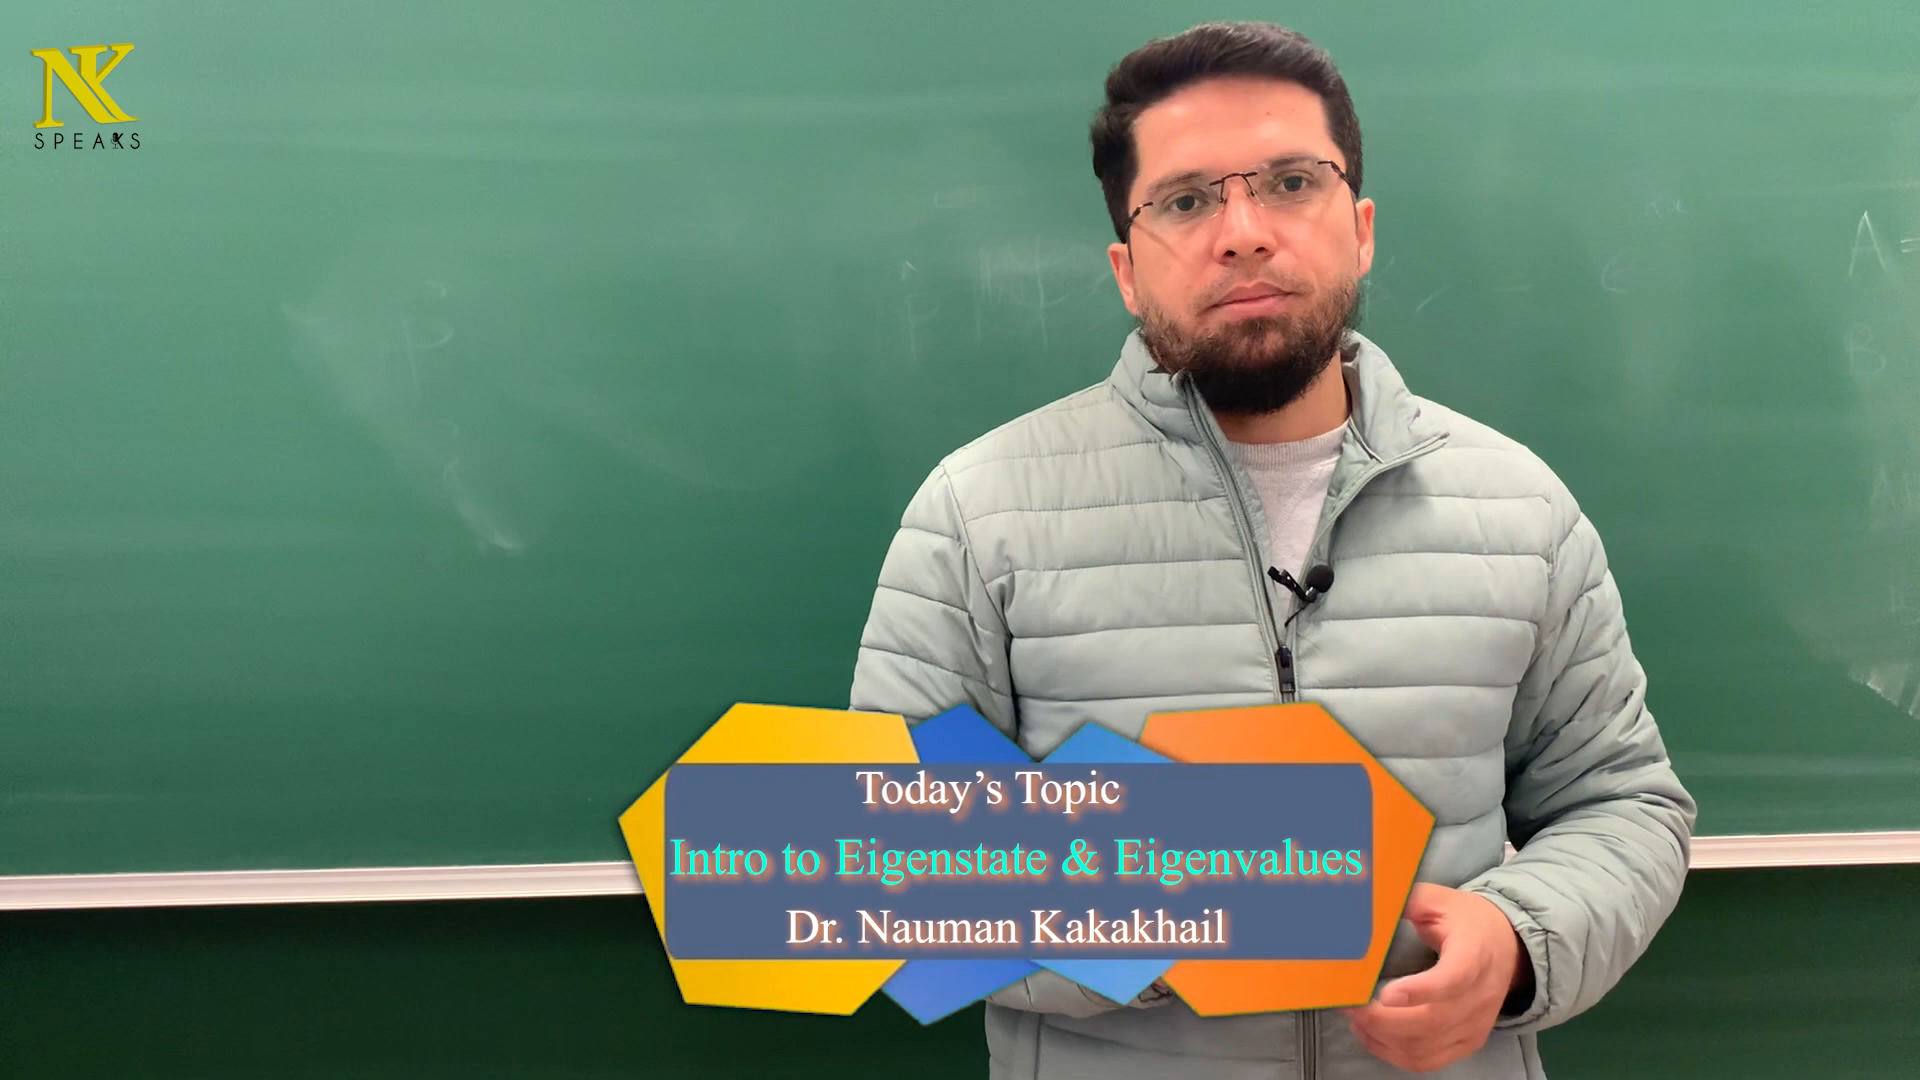 NK
SPEAKS
A =
B
Today's Topic
Intro to Eigenstate & Eigenvalues
Dr. Nauman Kakakhail